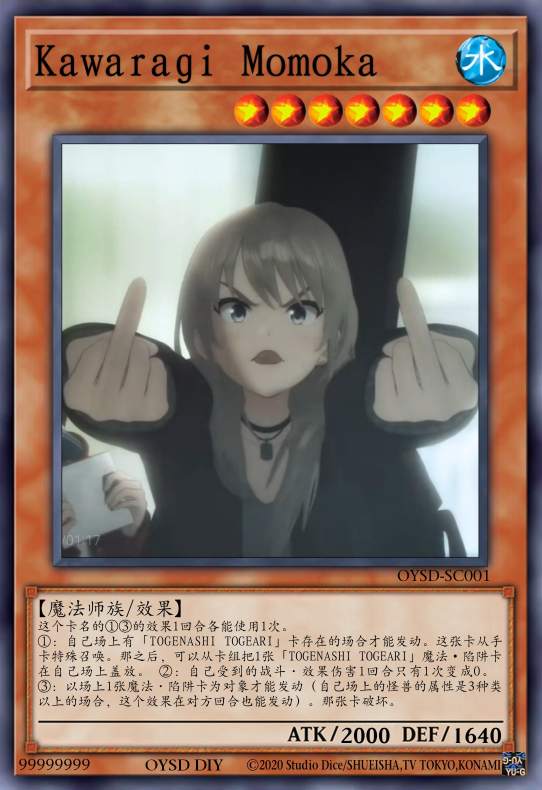 Kawaragi Momoka
水
OYSD-SC001
【魔法师族/效果】
这个卡名的①③的效果1回合各能使用1次。
①：自己场上有「TOGENASHI TOGEARI」卡存在的场合才能发动。这张卡从手
卡特殊召唤。那之后，可以从卡组把1张「TOGENASHI TOGEARI」魔法·陷阱卡
在自己场上盖放。 ②：自己受到的战斗·效果伤害1回合只有1次变成0。
③：以场上1张魔法·陷阱卡为对象才能发动（自己场上的怪兽的属性是3种类
以上的场合，这个效果在对方回合也能发动）。那张卡破坏。
ATK/2000 DEF/1640
99999999 OYSD DIY ©2020 Studio Dice/SHUEISHA,TV TOKYO,KONAMI